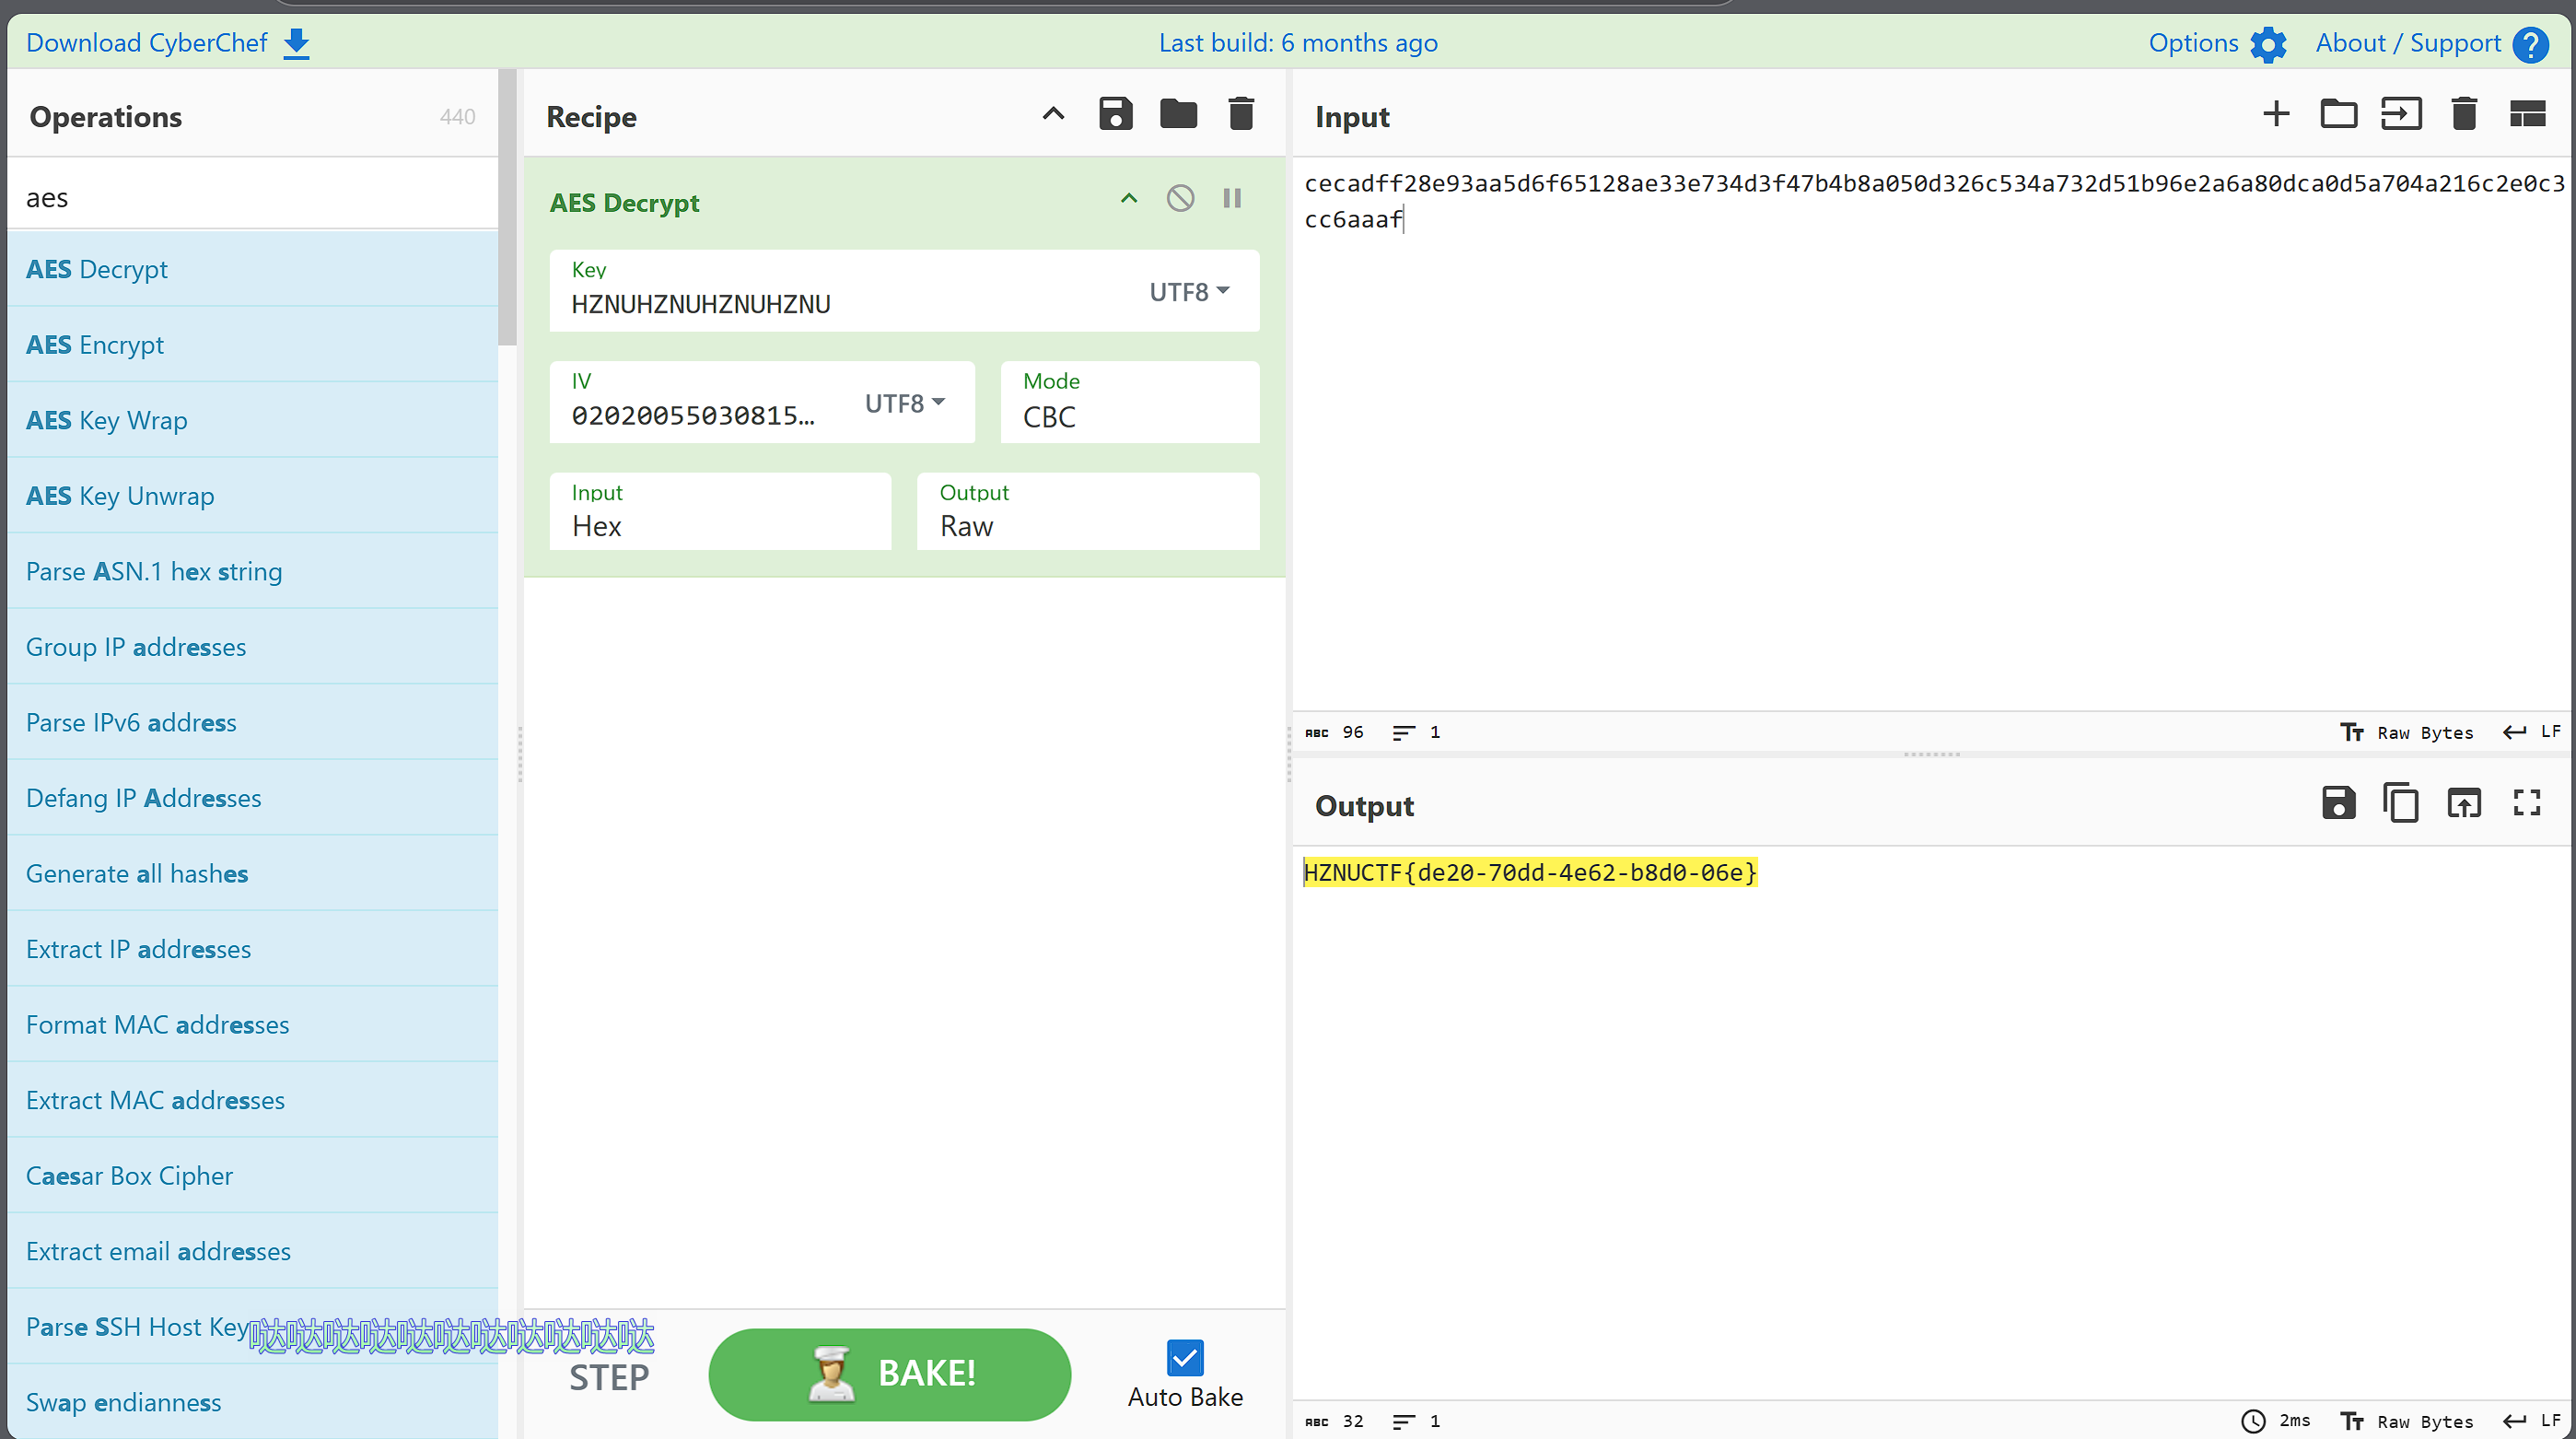 Download CyberChef
Last build: 6 months ago
Options
About / Support
Operations
440
aes
AES Decrypt
AES Encrypt
AES Key Wrap
AES Key Unwrap
Parse ASN.1 hex string
Group IP addresses
Parse IPv6 address
Defang IP Addresses
Generate all hashes
Extract IP addresses
Format MAC addresses
Extract MAC addresses
Caesar Box Cipher
Extract email addresses
Parse SSH Host Key
Swap endianness
哒哒哒哒哒哒哒哒哒哒哒
Recipe
AES Decrypt
Key
HZNUHZNUHZNUHZNU
UTF8
IV
02020055030815...
UTF8
Mode
CBC
Input
Hex
Output
Raw
STEP
BAKE!
Auto Bake
Input
cecadff28e93aa5d6f65128ae33e734d3f47b4b8a050d326c534a732d51b96e2a6a80dca0d5a704a216c2e0c3
cc6aaaf
ABC 96
1
Raw Bytes
LF
Output
HZNUCTF{de20-70dd-4e62-b8d0-06e}
ABC 32
1
2ms
Raw Bytes
LF